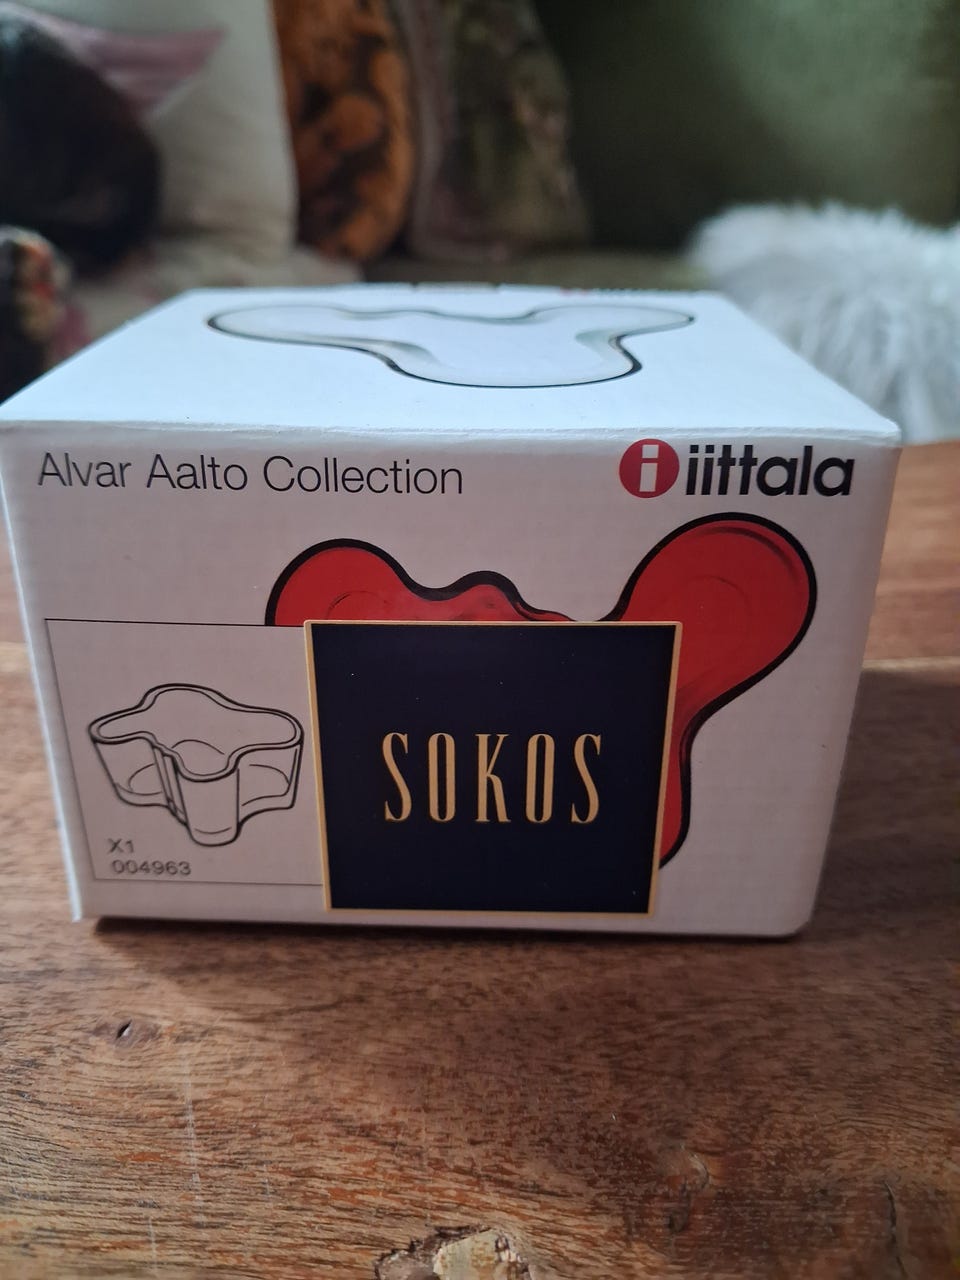 Alvar Aalto Collection
i iittala
SOKOS
X1
004963